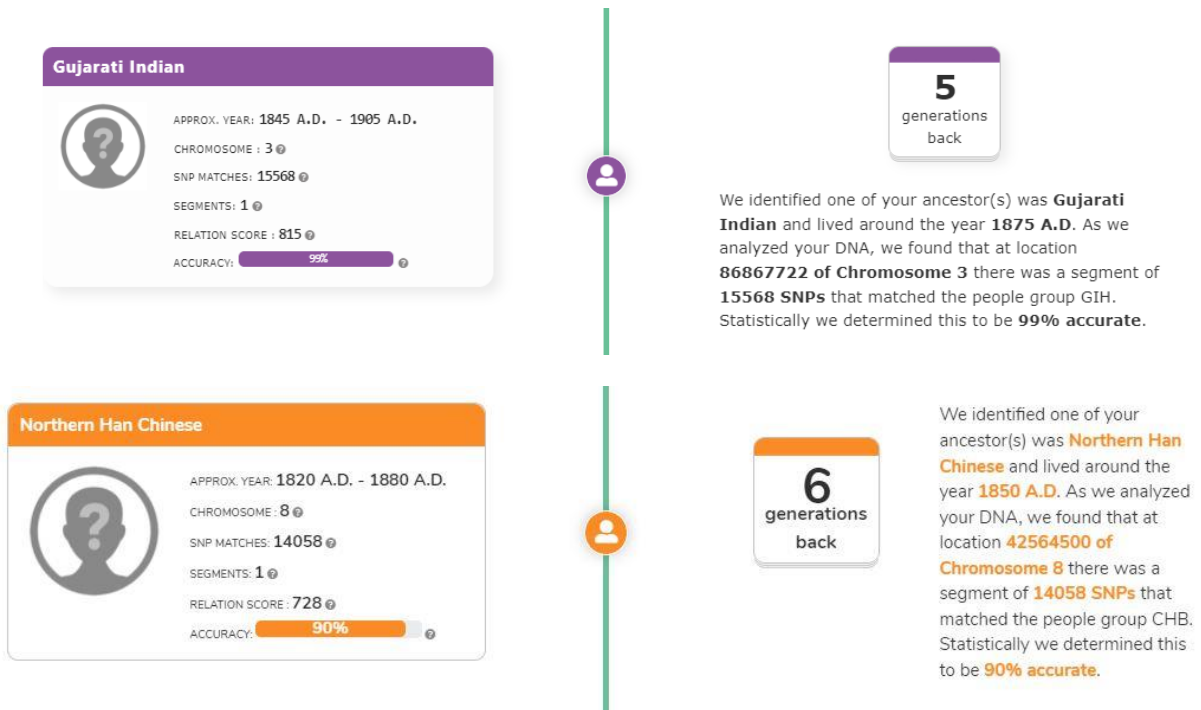 Gujarati Indian
APPROX. YEAR: 1845 A.D. - 1905 A.D.
CHROMOSOME : 3
SNP MATCHES: 15568
SEGMENTS: 1
RELATION SCORE : 815
ACCURACY: 99%
5
generations
back
We identified one of your ancestor(s) was Gujarati
Indian and lived around the year 1875 A.D. As we
analyzed your DNA, we found that at location
86867722 of Chromosome 3 there was a segment of
15568 SNPs that matched the people group GIH.
Statistically we determined this to be 99% accurate.
Northern Han Chinese
APPROX. YEAR: 1820 A.D. - 1880 A.D.
CHROMOSOME : 8
SNP MATCHES: 14058
SEGMENTS: 1
RELATION SCORE : 728
ACCURACY: 90%
6
generations
back
We identified one of your
ancestor(s) was Northern Han
Chinese and lived around the
year 1850 A.D. As we analyzed
your DNA, we found that at
location 42564500 of
Chromosome 8 there was a
segment of 14058 SNPs that
matched the people group CHB.
Statistically we determined this
to be 90% accurate.